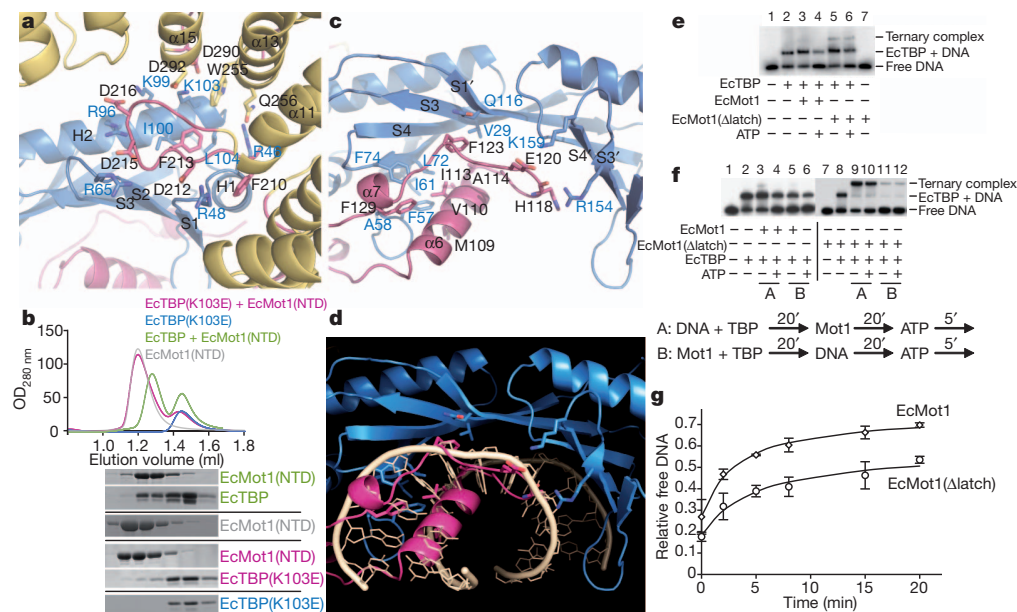 a
α15
D290
α13
D292
W255
K99
K103
D216
R96
Q256
α11
I100
H2
F213
L104
R46
D215
R65
S2
D212
H1
F210
S3
R48
S1
c
S1′
S3
Q116
V29
S4
K159
F123
F74
L72
E120
S4′
S3′
I61
I113
A114
α7
F129
V110
H118
R154
A58
F57
α6
M109
e
1 2 3 4 5 6 7
Ternary complex
EcTBP + DNA
Free DNA
EcTBP – + + + + + –
EcMot1 – – + + – – –
EcMot1(Δlatch) – – – – + + +
ATP – – – + – + –
f
1 2 3 4 5 6 7 8 9 10 11 12
Ternary complex
EcTBP + DNA
Free DNA
EcMot1 – – + + + +
EcMot1(Δlatch) + – + + + +
EcTBP – + + + + + – + + + + +
ATP – – – + – + – – – + – +
A B A B
A: DNA + TBP 20′ Mot1 20′ ATP 5′
B: Mot1 + TBP 20′ DNA 20′ ATP 5′
b
EcTBP(K103E) + EcMot1(NTD)
EcTBP(K103E)
EcTBP + EcMot1(NTD)
EcMot1(NTD)
OD280 nm
150
100
50
0
1.0 1.2 1.4 1.6 1.8
Elution volume (ml)
EcMot1(NTD)
EcTBP
EcMot1(NTD)
EcMot1(NTD)
EcTBP(K103E)
EcTBP(K103E)
d
g
Relative free DNA
0.7
0.6
0.5
0.4
0.3
0.2
0.1
0
EcMot1
EcMot1(Δlatch)
0 5 10 15 20
Time (min)